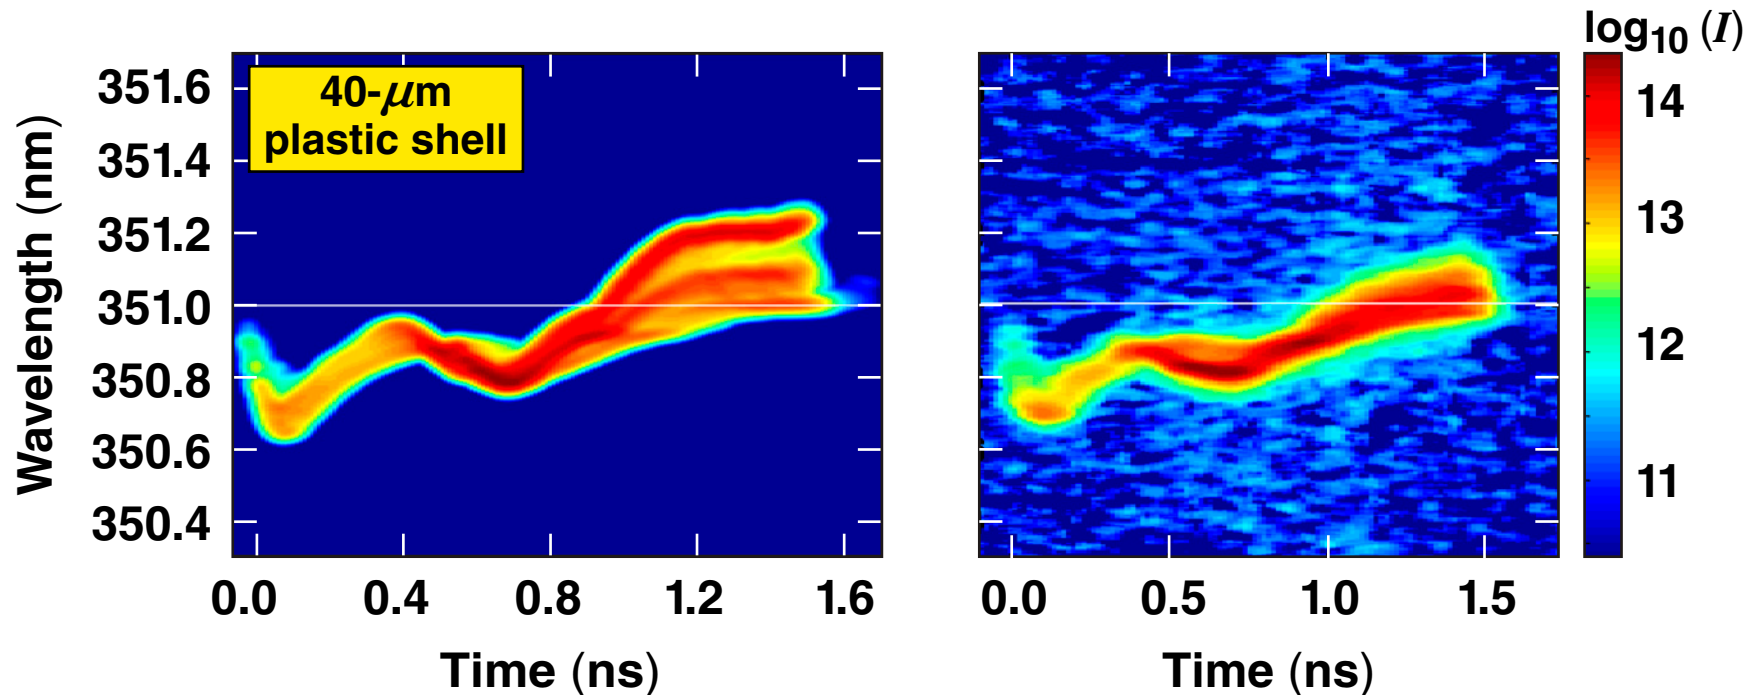 log10 (I)
40-μm
plastic shell
Wavelength (nm)
351.6
351.4
351.2
351.0
350.8
350.6
350.4
0.0 0.4 0.8 1.2 1.6
Time (ns)
0.0 0.5 1.0 1.5
Time (ns)
14
13
12
11